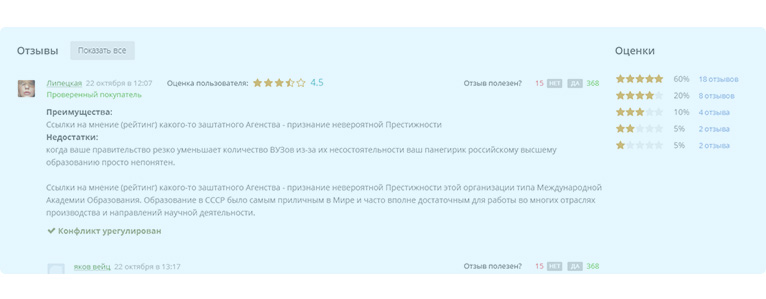 Отзывы Показать все
Оценки
Липецкая 22 октября в 12:07 Оценка пользователя: 4.5 Отзыв полезен? 15 НЕТ ДА 368
Проверенный покупатель
60% 18 отзывов
20% 8 отзывов
10% 4 отзыва
5% 2 отзыва
5% 2 отзыва
Преимущества:
Ссылки на мнение (рейтинг) какого-то заштатного Агенства - признание невероятной Престижности
Недостатки:
когда ваше правительство резко уменьшает количество ВУЗов из-за их несостоятельности ваш панегирик российскому высшему
образованию просто непонятен.
Ссылки на мнение (рейтинг) какого-то заштатного Агенства - признание невероятной Престижности этой организации типа Международной
Академии Образования. Образование в СССР было самым приличным в Мире и часто вполне достаточным для работы во многих отраслях
производства и направлений научной деятельности.
Конфликт урегулирован
яков вейц 22 октября в 13:17 Отзыв полезен? 15 НЕТ ДА 368